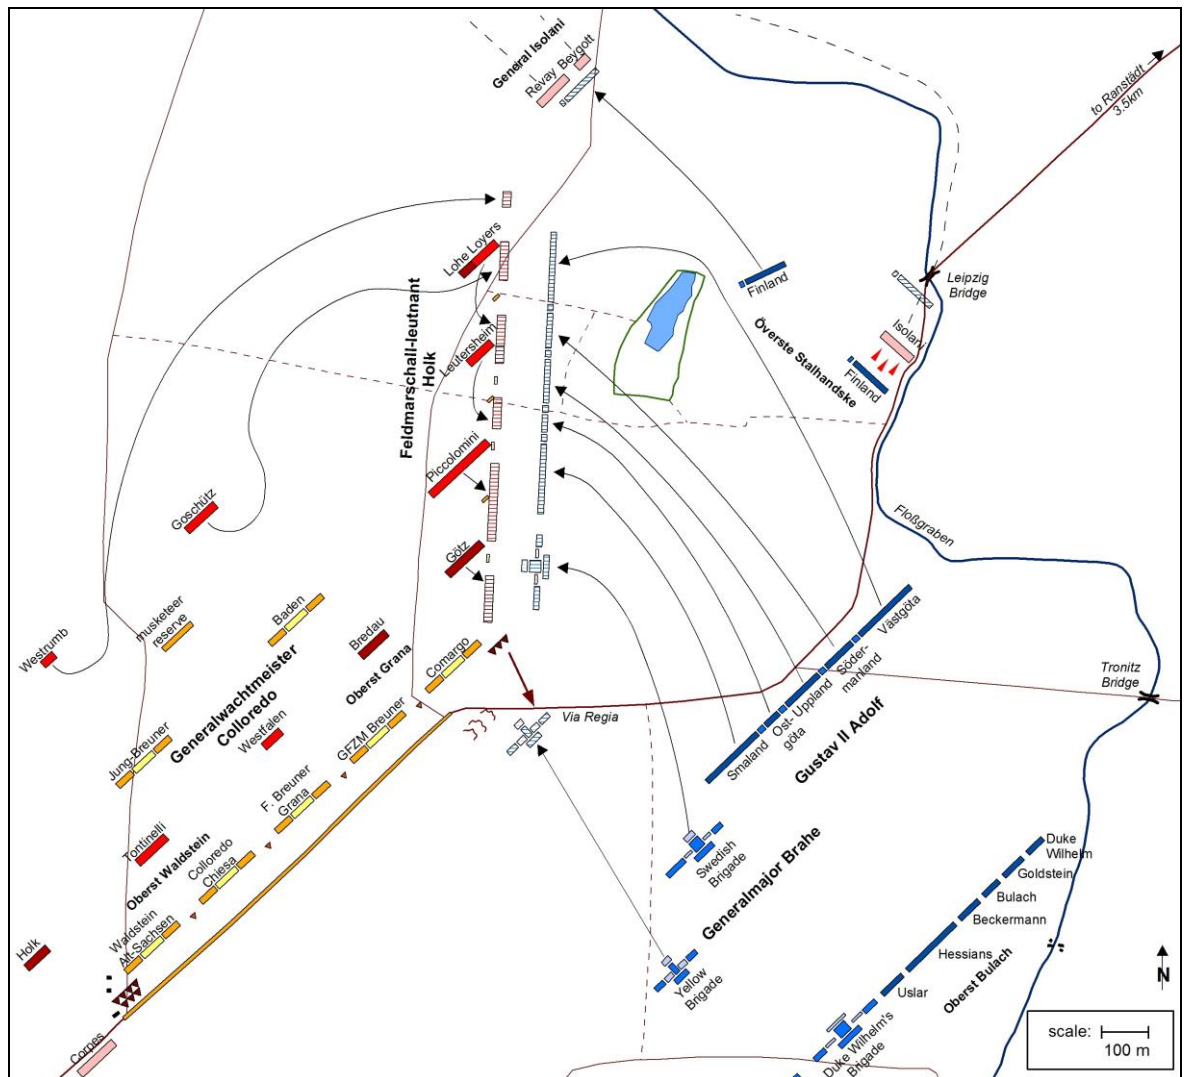 General Isolani
Revay
Beygott
to Ranstädt
3.5km
Lohe Loyers
Finland
Leipzig
Bridge
Isolani
Överste Stalhandske
Finland
Feldmarschall-leutnant
Holk
Leutersheim
Piccolomini
Goschütz
Götz
Floßgraben
Westrumb
musketeer
reserve
Baden
Bredau
Oberst Grana
Comargo
Västgöta
Söder-
manland
Uppland
Ost-
göta
Smaland
Gustav II Adolf
Tronitz
Bridge
Via Regia
Generalwachtmeister
Colloredo
Westfalen
Jung-Breuner
GFZM Breuner
F. Breuner
Grana
Tontinelli
Oberst Waldstein
Colloredo
Chiesa
Waldstein
Alt-Sachsen
Holk
Corpes
Swedish
Brigade
Generalmajor Brahe
Yellow
Brigade
Duke
Wilhelm
Goldstein
Bulach
Beckermann
Hessians
Uslar
Oberst Bulach
Duke Wilhelm's
Brigade
N
scale:
100 m